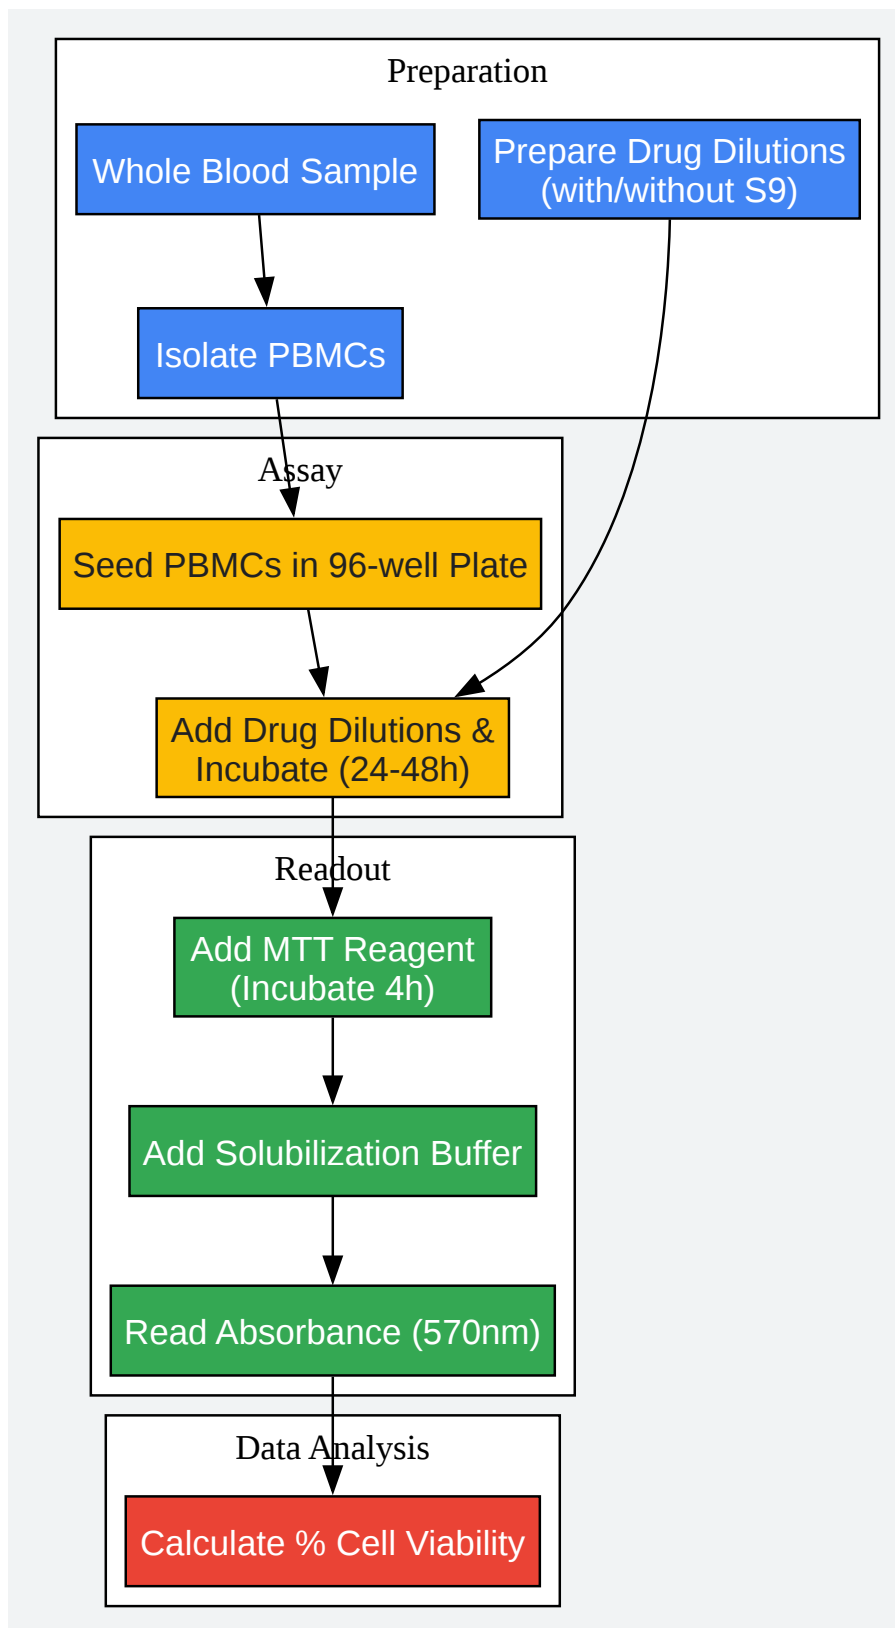 Preparation
Whole Blood Sample
Prepare Drug Dilutions
(with/without S9)
Isolate PBMCs
Assay
Seed PBMCs in 96-well Plate
Add Drug Dilutions &
Incubate (24-48h)
Readout
Add MTT Reagent
(Incubate 4h)
Add Solubilization Buffer
Read Absorbance (570nm)
Data Analysis
Calculate % Cell Viability